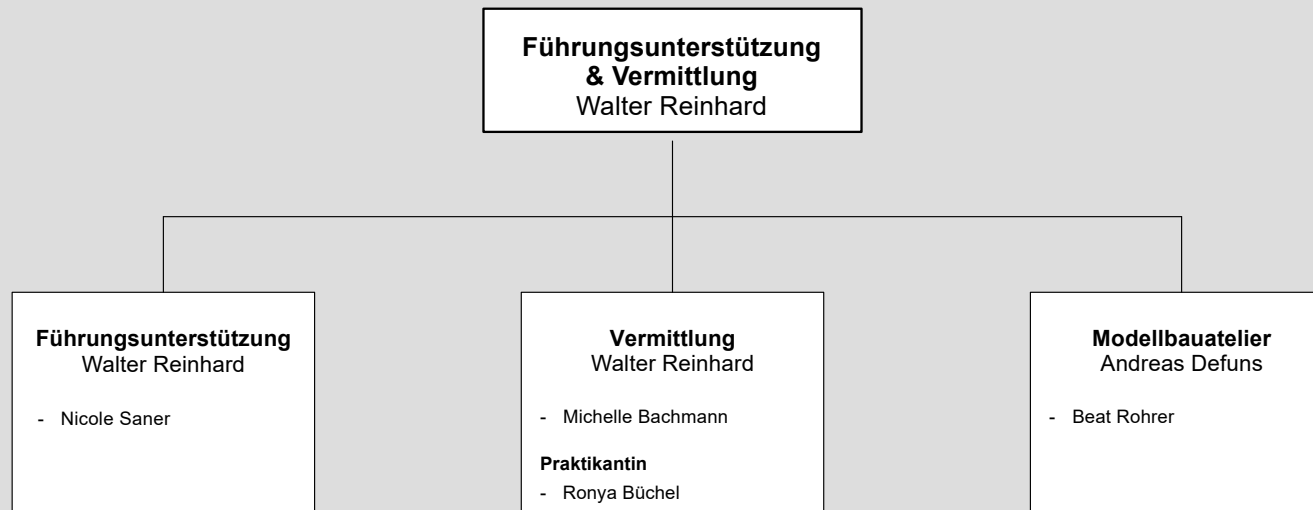 Führungsunterstützung
& Vermittlung
Walter Reinhard
Führungsunterstützung
Walter Reinhard
- Nicole Saner
Vermittlung
Walter Reinhard
- Michelle Bachmann
Praktikantin
- Ronya Büchel
Modellbauatelier
Andreas Defuns
- Beat Rohrer